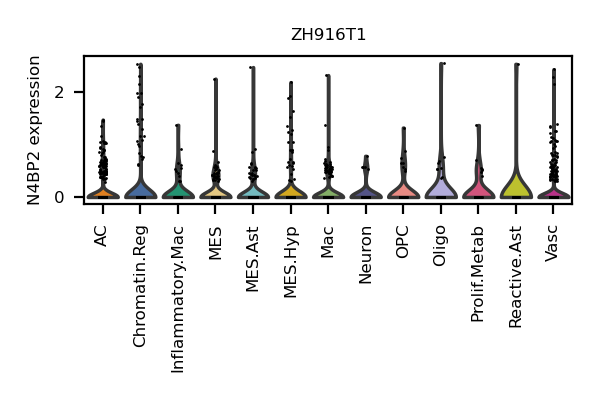 ZH916T1
N4BP2 expression
2
0
AC
Chromatin.Reg
Inflammatory.Mac
MES
MES.Ast
MES.Hyp
Mac
Neuron
OPC
Oligo
Prolif.Metab
Reactive.Ast
Vasc